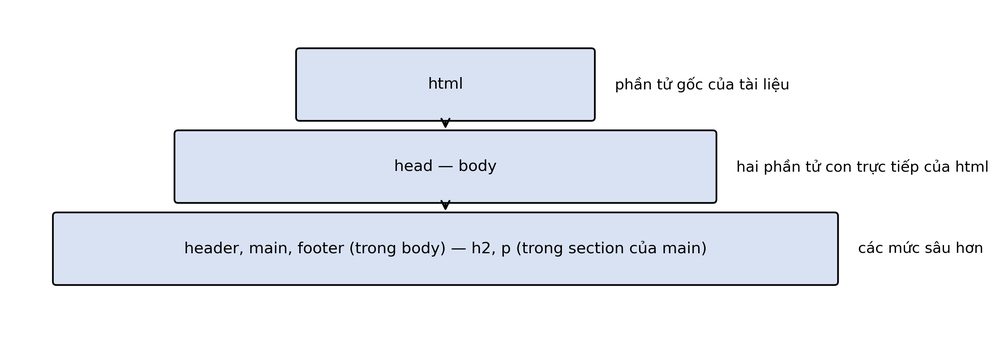 html
phần tử gốc của tài liệu
head — body
hai phần tử con trực tiếp của html
header, main, footer (trong body) — h2, p (trong section của main)
các mức sâu hơn